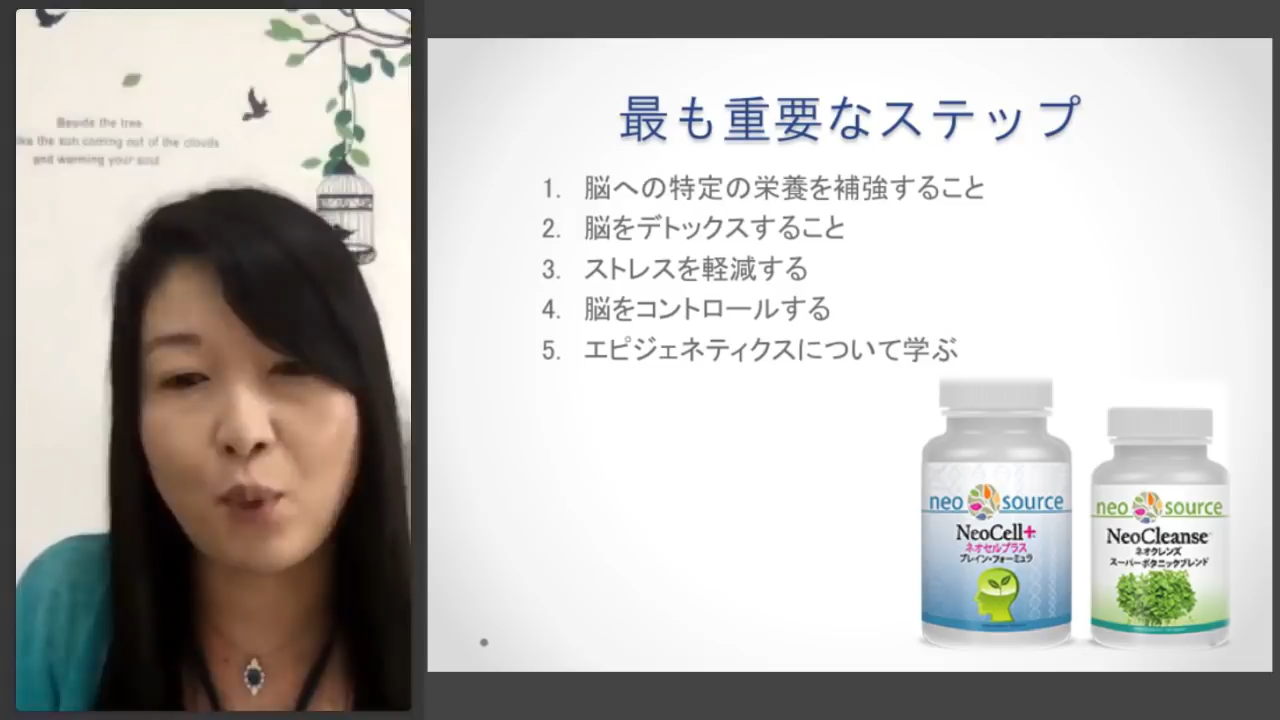 Beside the tree
ike the sun coming out of the clouds
and warming your soul
最も重要なステップ
1. 脳への特定の栄養を補強すること
2. 脳をデトックスすること
3. ストレスを軽減する
4. 脳をコントロールする
5. エピジェネティクスについて学ぶ
neo source
NeoCell+
ネオセルプラス
ブレイン・フォーミュラ
neo source
NeoCleanse
ネオクレンズ
スーパーボタニックブレンド